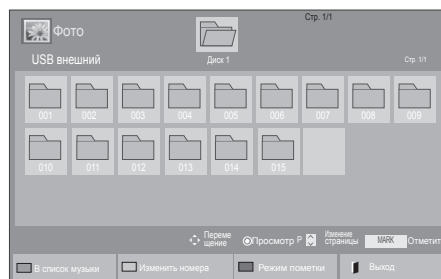 Стр. 1/1
Фото
USB внешний
Диск 1
Стр. 1/1
001 002 003 004 005 006 007 008 009
010 011 012 013 014 015
Переме
щение
Просмотр P
Изменение
страницы
MARK Отметит
В список музыки
Изменить номера
Режим пометки
Выход